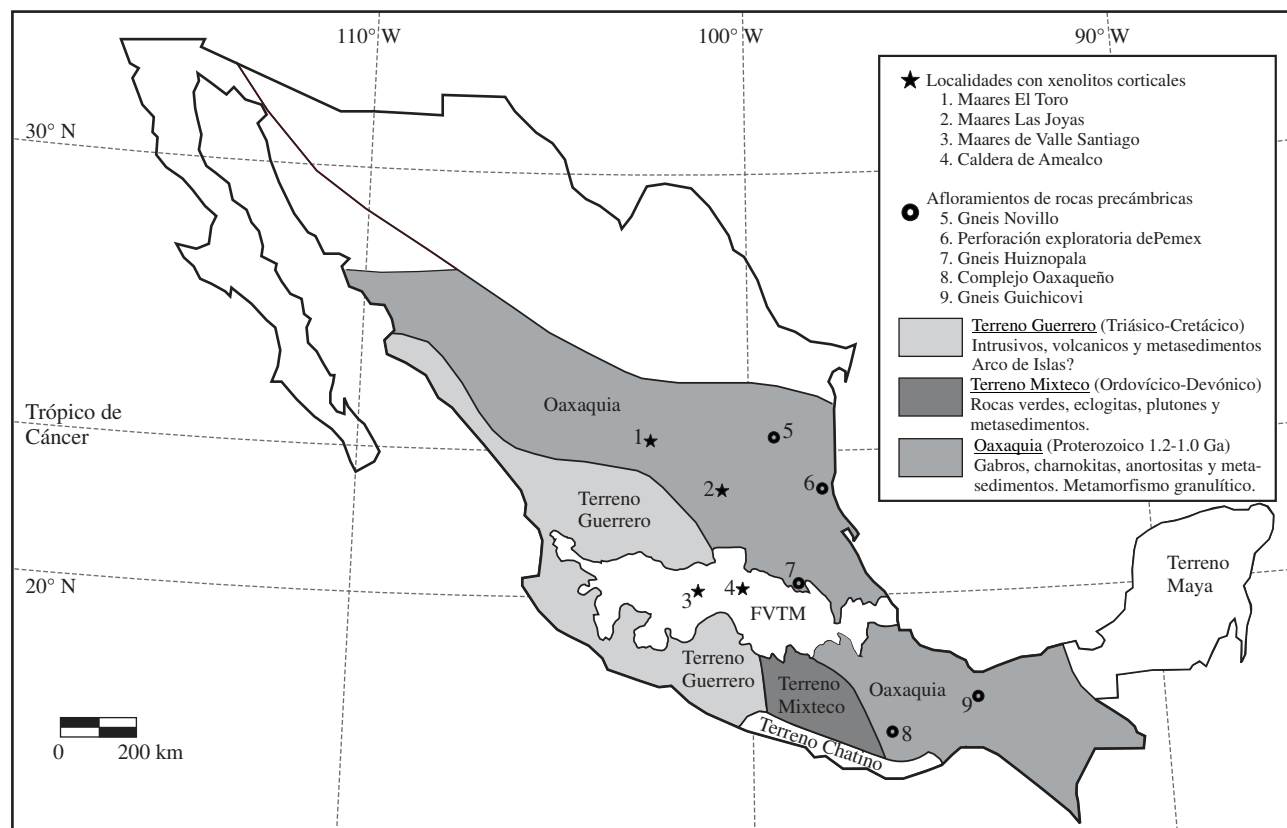 110° W
100° W
90° W
30° N
Trópico de
Cáncer
20° N
Localidades con xenolitos corticales
1. Maares El Toro
2. Maares Las Joyas
3. Maares de Valle Santiago
4. Caldera de Amealco
Afloramientos de rocas precámbricas
5. Gneis Novillo
6. Perforación exploratoria dePemex
7. Gneis Huiznopala
8. Complejo Oaxaqueño
9. Gneis Guichicovi
Terreno Guerrero (Triásico-Cretácico)
Intrusivos, volcanicos y metasedimentos
Arco de Islas?
Terreno Mixteco (Ordovícico-Devónico)
Rocas verdes, eclogitas, plutones y
metasedimentos.
Oaxaquia (Proterozoico 1.2-1.0 Ga)
Gabros, charnokitas, anortositas y meta-
sedimentos. Metamorfismo granulítico.
Oaxaquia
1
5
2
6
Terreno
Guerrero
7
3
4
FVTM
Terreno
Maya
Terreno
Guerrero
Terreno
Mixteco
Oaxaquia
9
8
Terreno Chatino
0 200 km